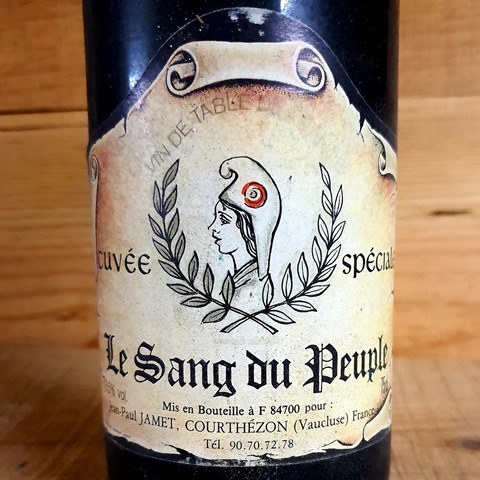 VIN DE TABLE
CUVÉE SPÉCIALE
Le Sang du Peuple
Mis en Bouteille à F 84700 pour :
Jean-Paul JAMET, COURTHÉZON (Vaucluse) France
Tél. 90.70.72.78